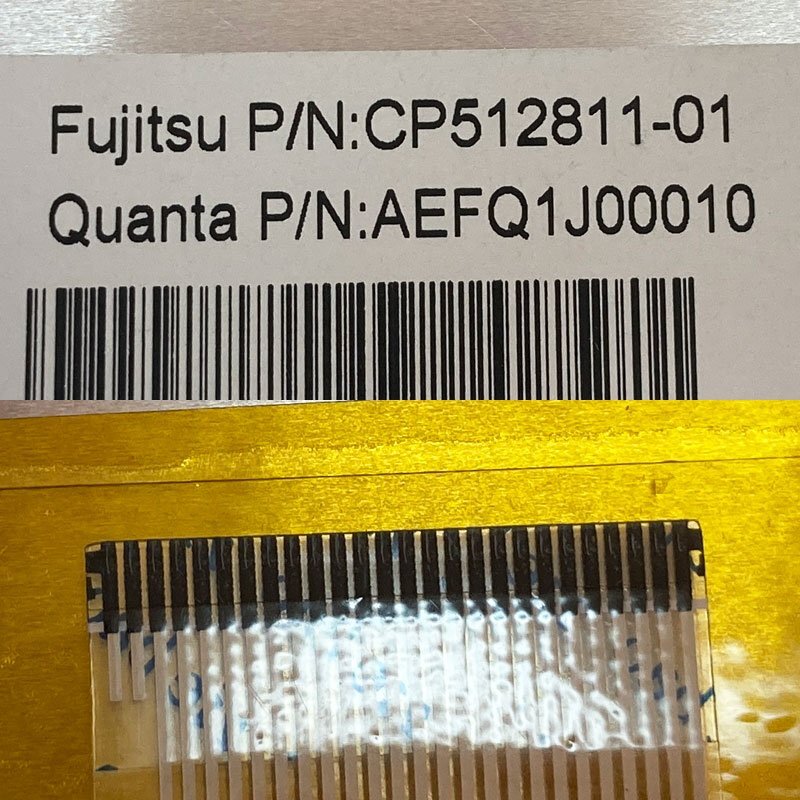 Fujitsu P/N:CP512811-01
Quanta P/N:AEFQ1J00010